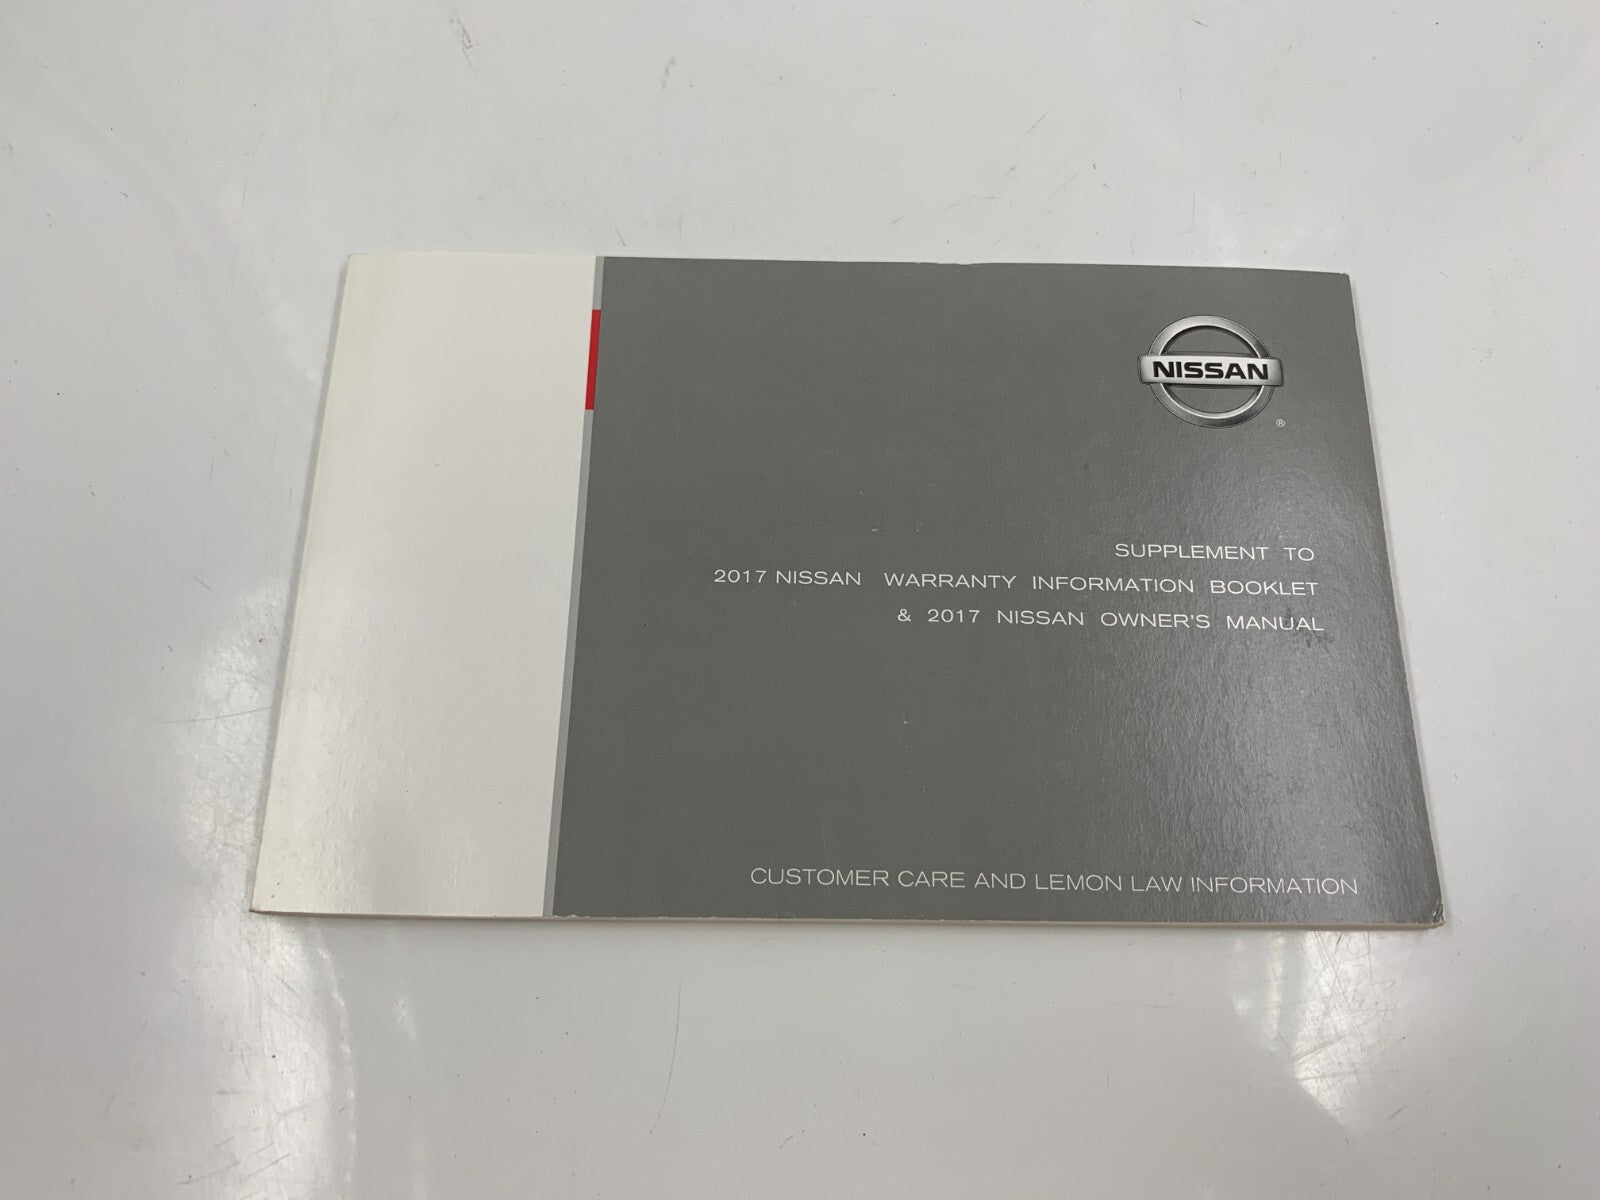 NISSAN
®
SUPPLEMENT TO
2017 NISSAN WARRANTY INFORMATION BOOKLET
& 2017 NISSAN OWNER'S MANUAL
CUSTOMER CARE AND LEMON LAW INFORMATION